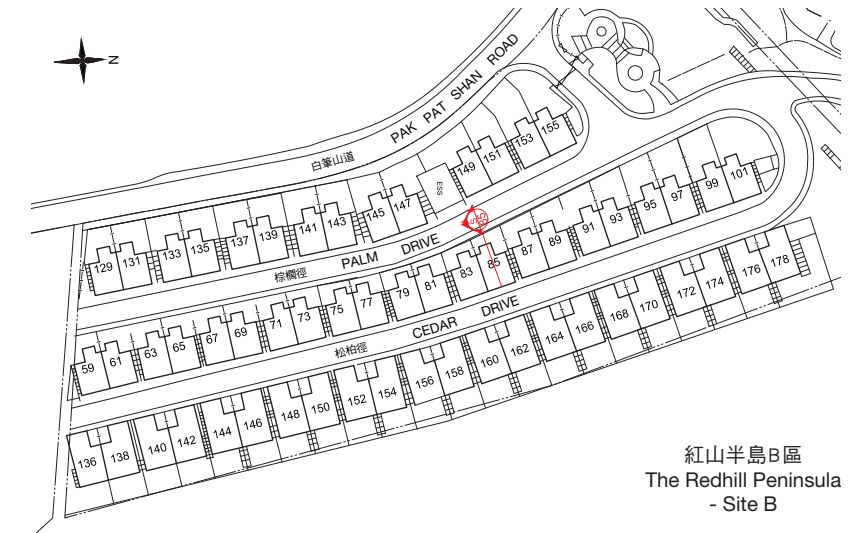 N
白筆山道
PAK PAT SHAN ROAD
149 151 153 155
ESS
129 131 133 135 137 139 141 143 145 147
棕櫚徑
PALM DRIVE
59 61 63 65 67 69 71 73 75 77 79 81 83 85 87 89 91 93 95 97 99 101
松柏徑
CEDAR DRIVE
136 138 140 142 144 146 148 150 152 154 156 158 160 162 164 166 168 170 172 174 176 178
紅山半島B區
The Redhill Peninsula
- Site B